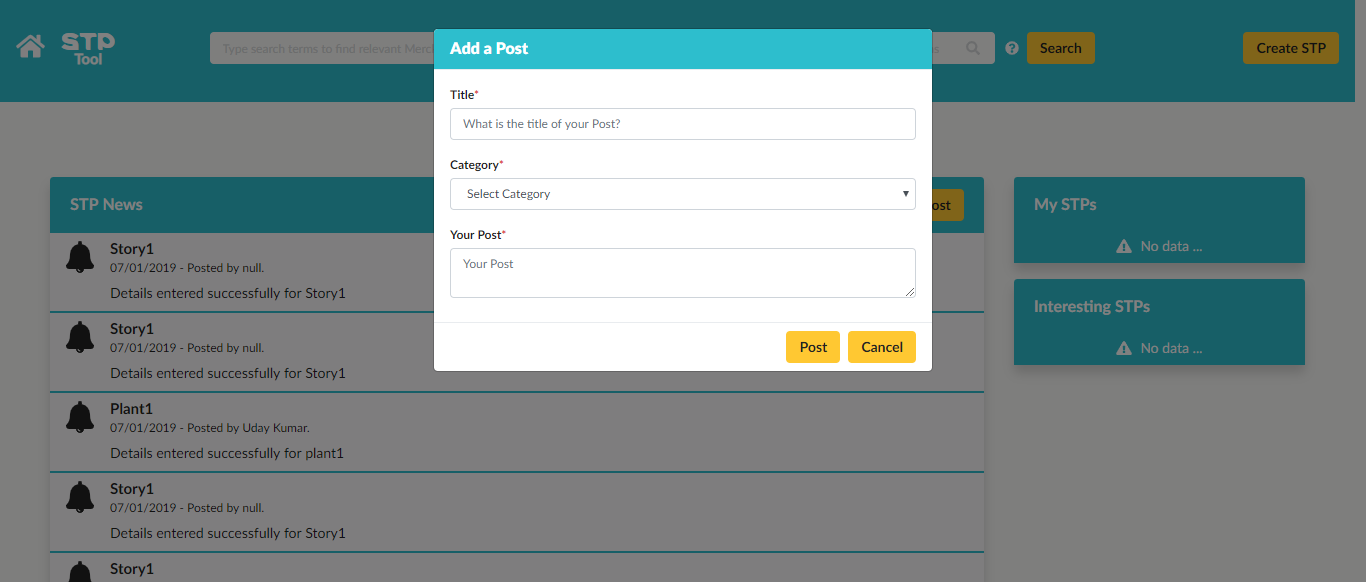 STP
Tool
Type search terms to find relevant Merc
Search
Create STP
Add a Post
Title*
What is the title of your Post?
Category*
Select Category
Your Post*
Your Post
Post
Cancel
STP News
ost
Story1
07/01/2019 - Posted by null.
Details entered successfully for Story1
Story1
07/01/2019 - Posted by null.
Details entered successfully for Story1
Plant1
07/01/2019 - Posted by Uday Kumar.
Details entered successfully for plant1
Story1
07/01/2019 - Posted by null.
Details entered successfully for Story1
Story1
My STPs
No data ...
Interesting STPs
No data ...